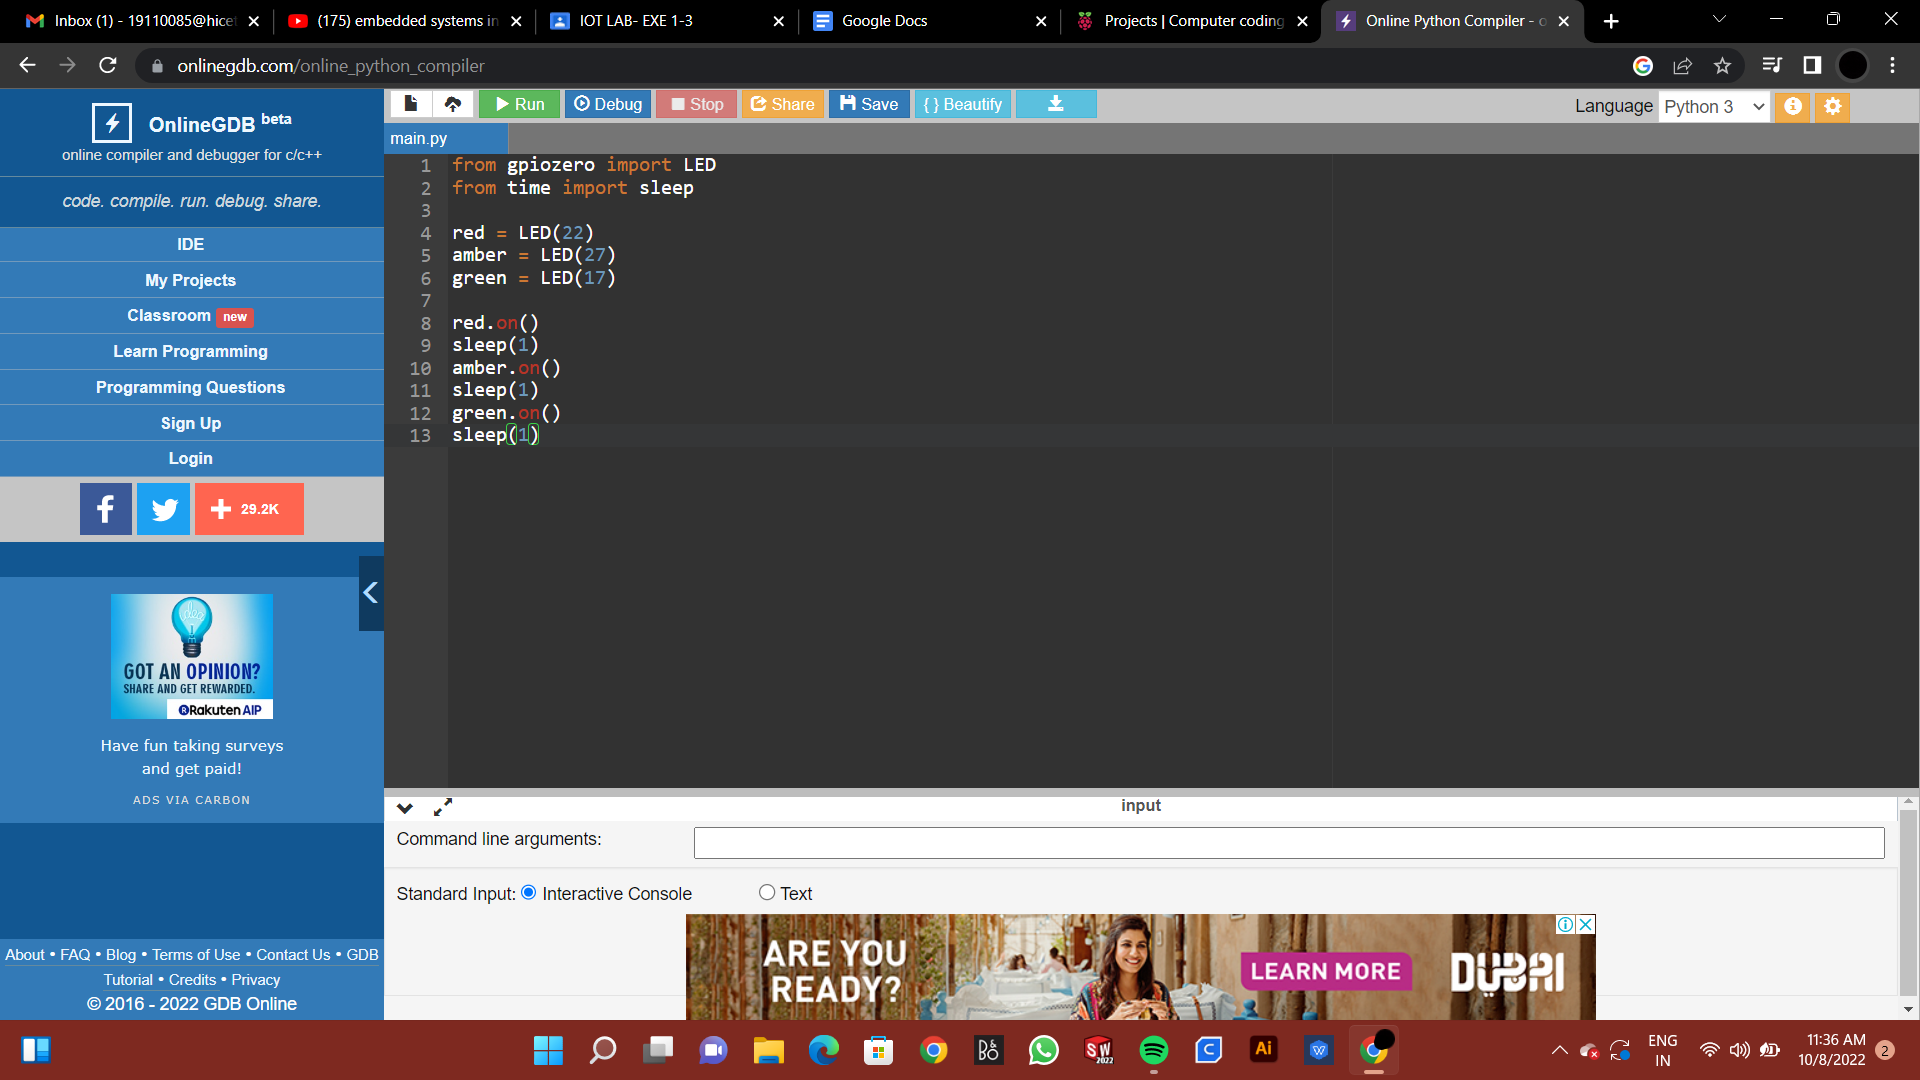 Inbox (1) - 19110085@hicet
(175) embedded systems in
IOT LAB- EXE 1-3
Google Docs
Projects | Computer coding
Online Python Compiler - o
onlinegdb.com/online_python_compiler
OnlineGDB beta
online compiler and debugger for c/c++
code. compile. run. debug. share.
IDE
My Projects
Classroom new
Learn Programming
Programming Questions
Sign Up
Login
f
+ 29.2K
idea
GOT AN OPINION?
SHARE AND GET REWARDED.
Rakuten AIP
Have fun taking surveys
and get paid!
ADS VIA CARBON
About • FAQ • Blog • Terms of Use • Contact Us • GDB
Tutorial • Credits • Privacy
© 2016 - 2022 GDB Online
Run
Debug
Stop
Share
Save
{ } Beautify
Language Python 3
main.py
1 from gpiozero import LED
2 from time import sleep
3
4 red = LED(22)
5 amber = LED(27)
6 green = LED(17)
7
8 red.on()
9 sleep(1)
10 amber.on()
11 sleep(1)
12 green.on()
13 sleep(1)
input
Command line arguments:
Standard Input: Interactive Console Text
ARE YOU
READY?
LEARN MORE
DUBAI
SW
2022
Ai
W
ENG
IN
11:36 AM
10/8/2022
2